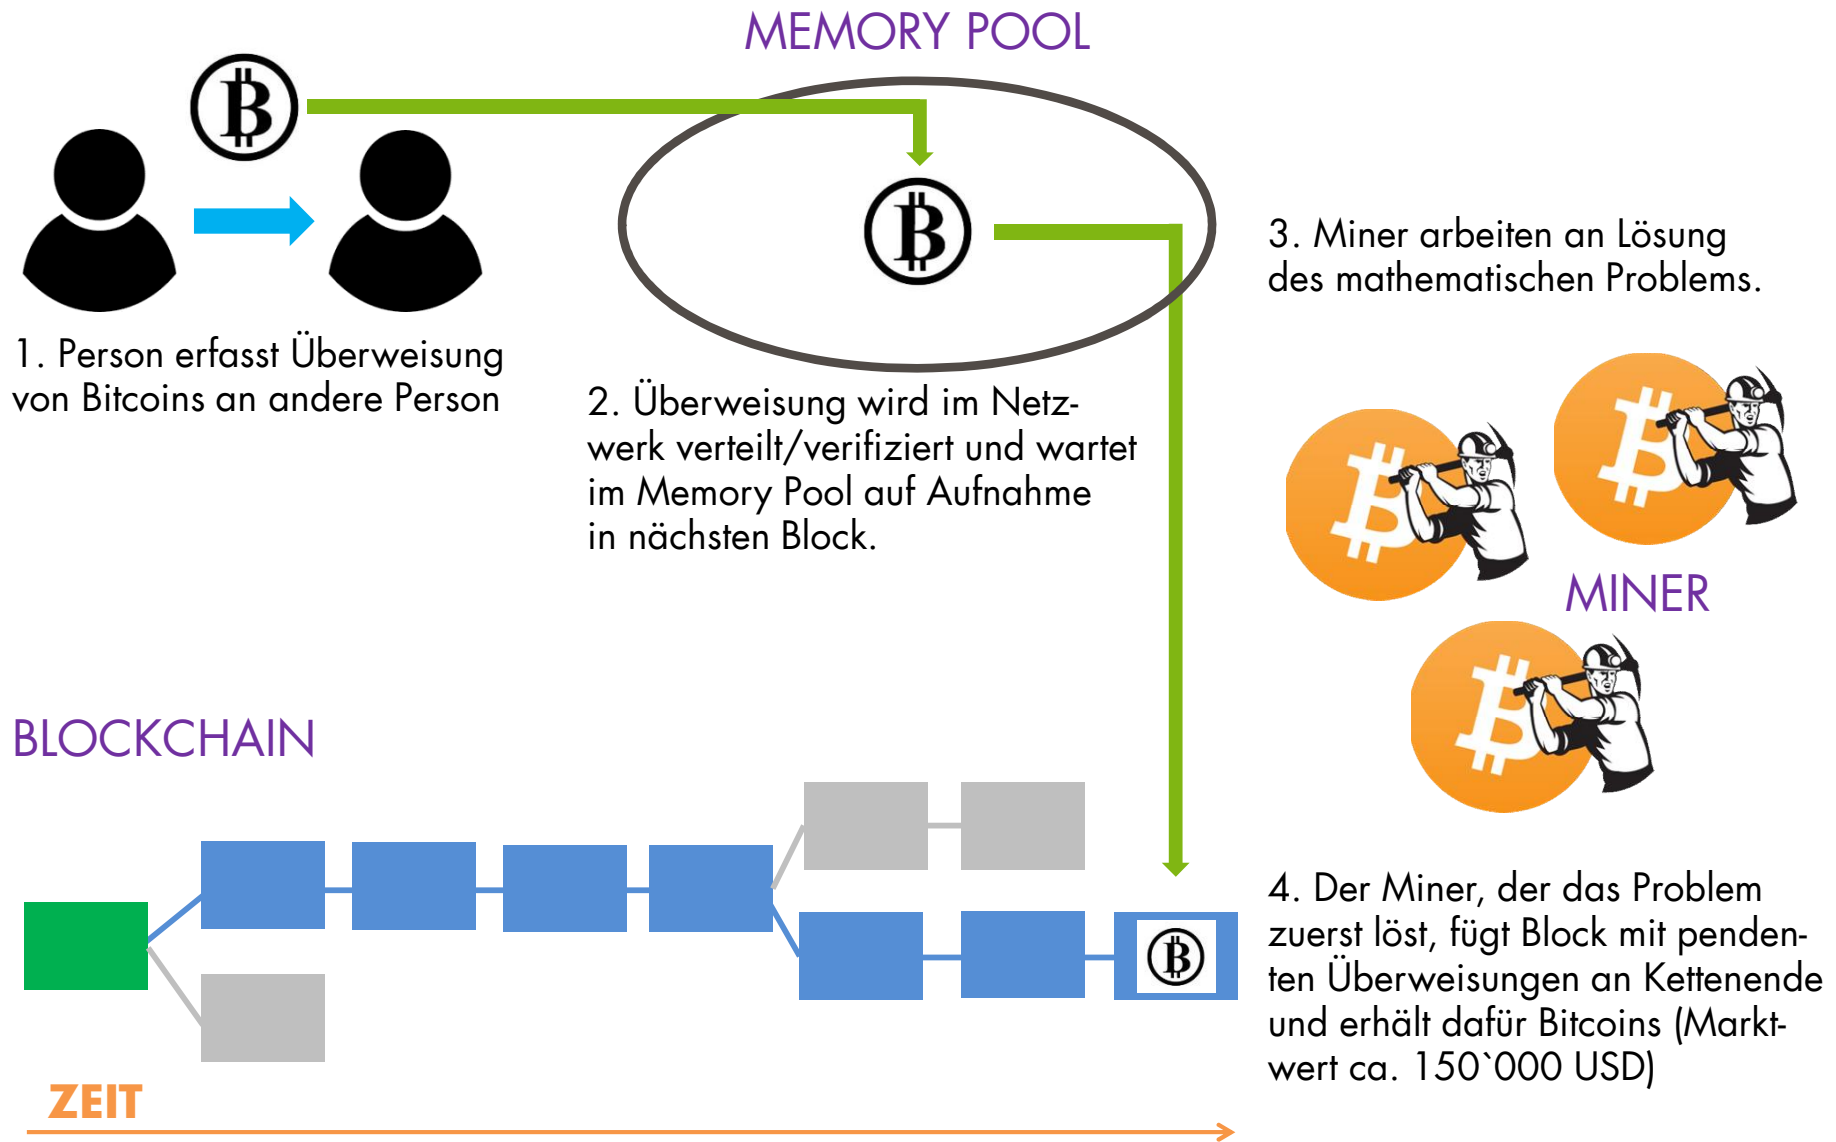 MEMORY POOL
1. Person erfasst Überweisung
von Bitcoins an andere Person
2. Überweisung wird im Netz-
werk verteilt/verifiziert und wartet
im Memory Pool auf Aufnahme
in nächsten Block.
3. Miner arbeiten an Lösung
des mathematischen Problems.
MINER
BLOCKCHAIN
4. Der Miner, der das Problem
zuerst löst, fügt Block mit penden-
ten Überweisungen an Kettenende
und erhält dafür Bitcoins (Markt-
wert ca. 150`000 USD)
ZEIT